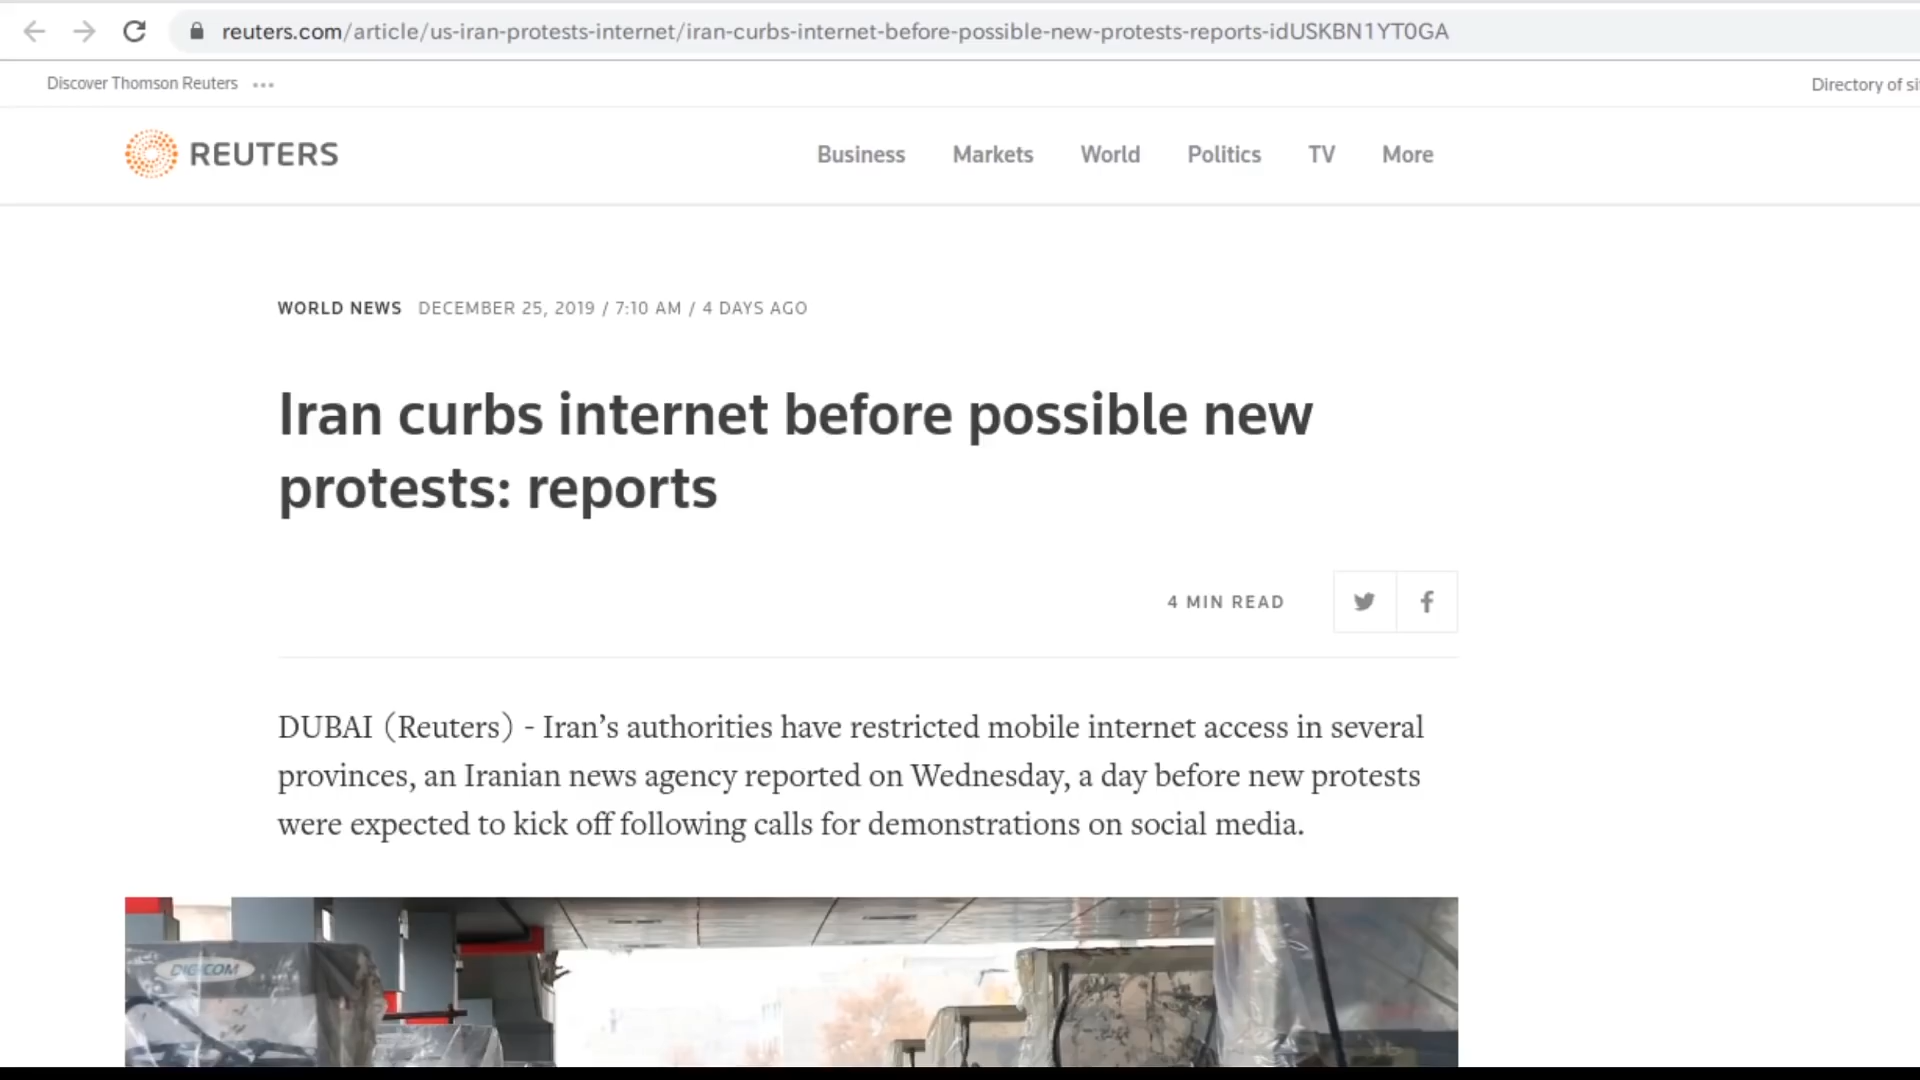 reuters.com/article/us-iran-protests-internet/iran-curbs-internet-before-possible-new-protests-reports-idUSKBN1YT0GA
Discover Thomson Reuters ...
Directory of si
REUTERS
Business Markets World Politics TV More
WORLD NEWS DECEMBER 25, 2019 / 7:10 AM / 4 DAYS AGO
Iran curbs internet before possible new
protests: reports
4 MIN READ
DUBAI (Reuters) - Iran’s authorities have restricted mobile internet access in several
provinces, an Iranian news agency reported on Wednesday, a day before new protests
were expected to kick off following calls for demonstrations on social media.
DIGICOM